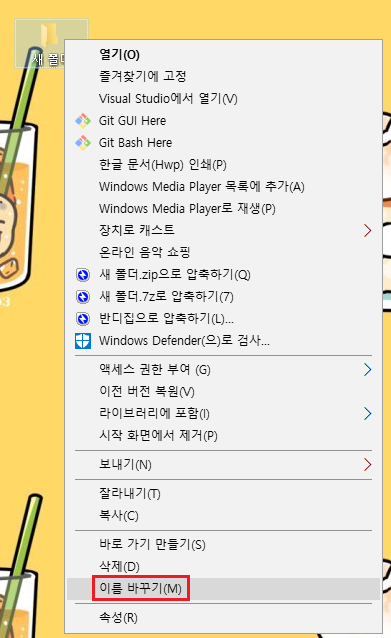 새 폴더
열기(O)
즐겨찾기에 고정
Visual Studio에서 열기(V)
Git GUI Here
Git Bash Here
한글 문서(Hwp) 인쇄(P)
Windows Media Player 목록에 추가(A)
Windows Media Player로 재생(P)
장치로 캐스트
온라인 음악 쇼핑
새 폴더.zip으로 압축하기(Q)
새 폴더.7z로 압축하기(7)
반디집으로 압축하기(L)...
Windows Defender(으)로 검사...
액세스 권한 부여 (G)
이전 버전 복원(V)
라이브러리에 포함(I)
시작 화면에서 제거(P)
보내기(N)
잘라내기(T)
복사(C)
바로 가기 만들기(S)
삭제(D)
이름 바꾸기(M)
속성(R)